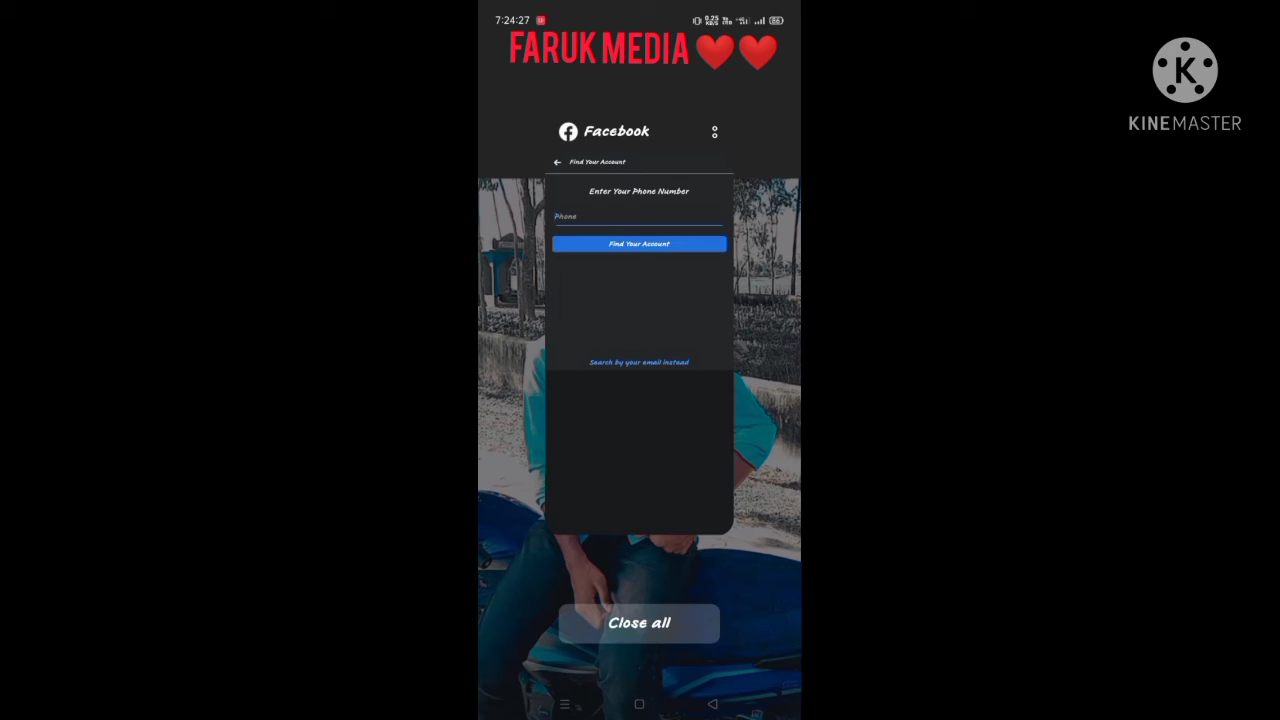 7:24:27
FARUK MEDIA
KINEMASTER
Facebook
Find Your Account
Enter Your Phone Number
Phone
Find Your Account
Search by your email instead
Close all